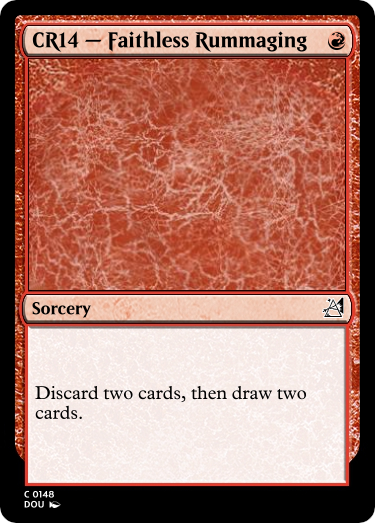 CR14 — Faithless Rummaging
Sorcery
Discard two cards, then draw two
cards.
C 0148
DOU